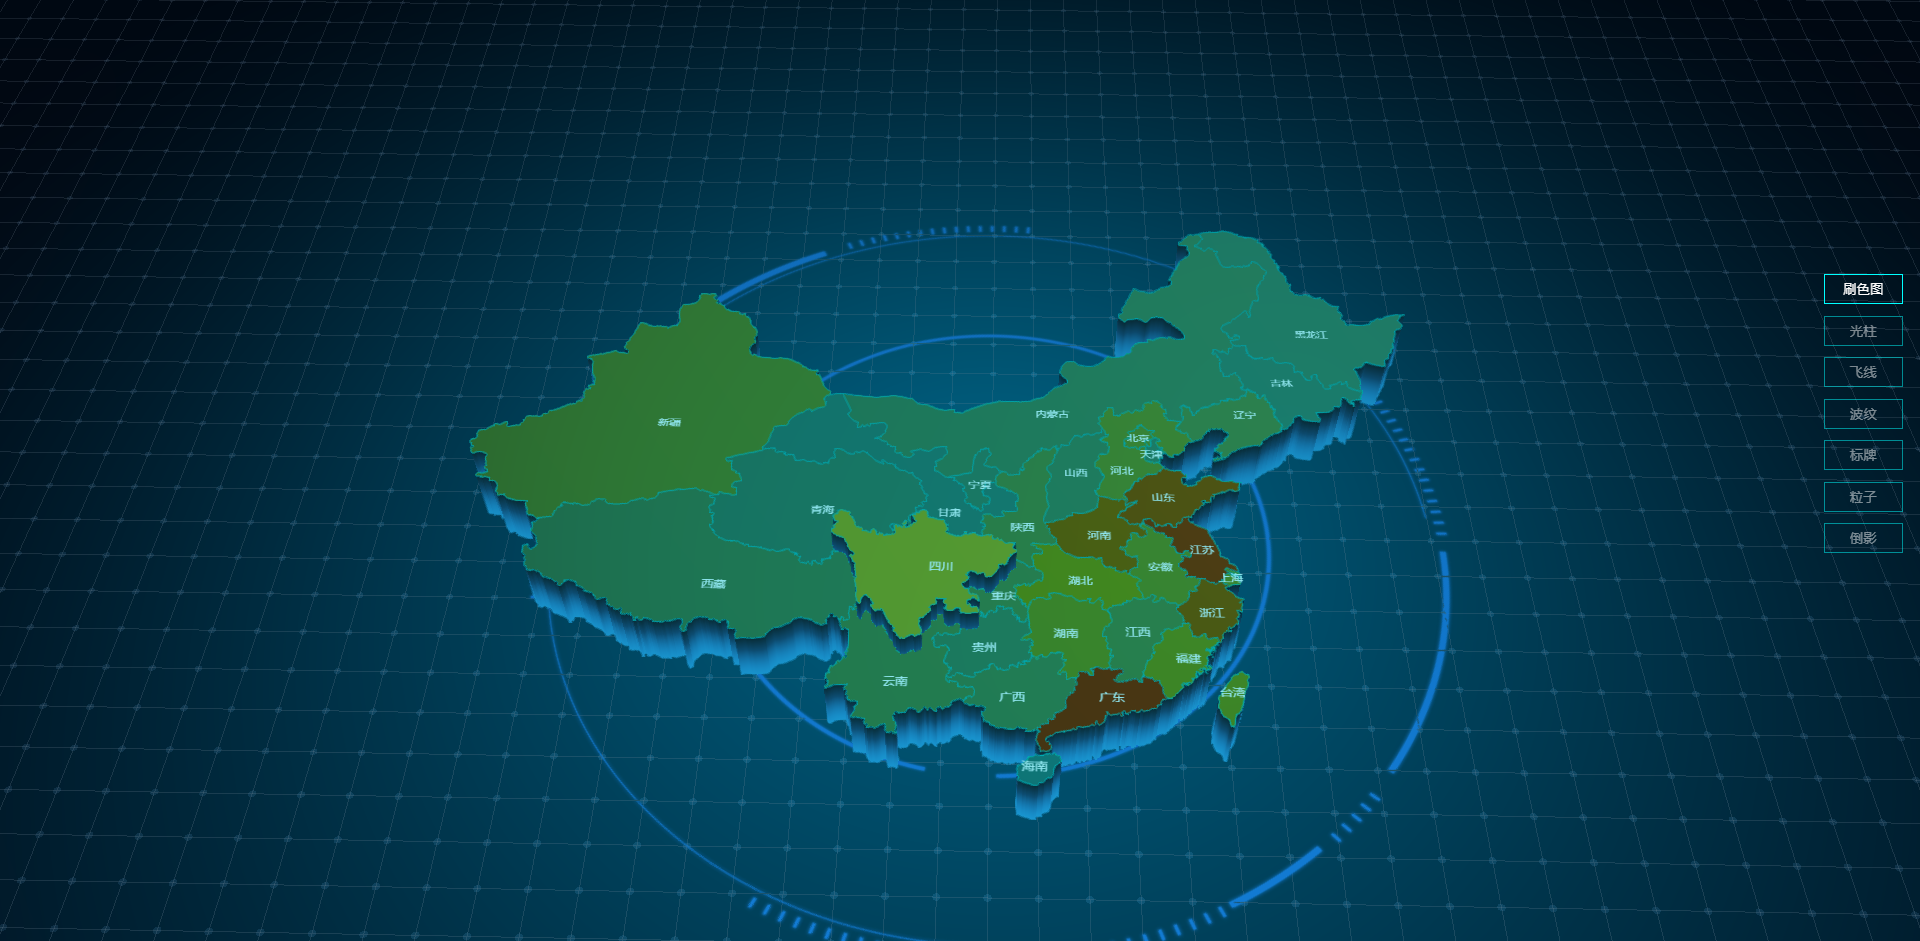 黑龙江
吉林
内蒙古
辽宁
新疆
北京
天津
河北
山西
宁夏
山东
青海
甘肃
陕西
河南
江苏
四川
安徽
上海
湖北
西藏
重庆
浙江
湖南
江西
贵州
福建
云南
广西
广东
台湾
海南
刷色图
光柱
飞线
波纹
标牌
粒子
倒影